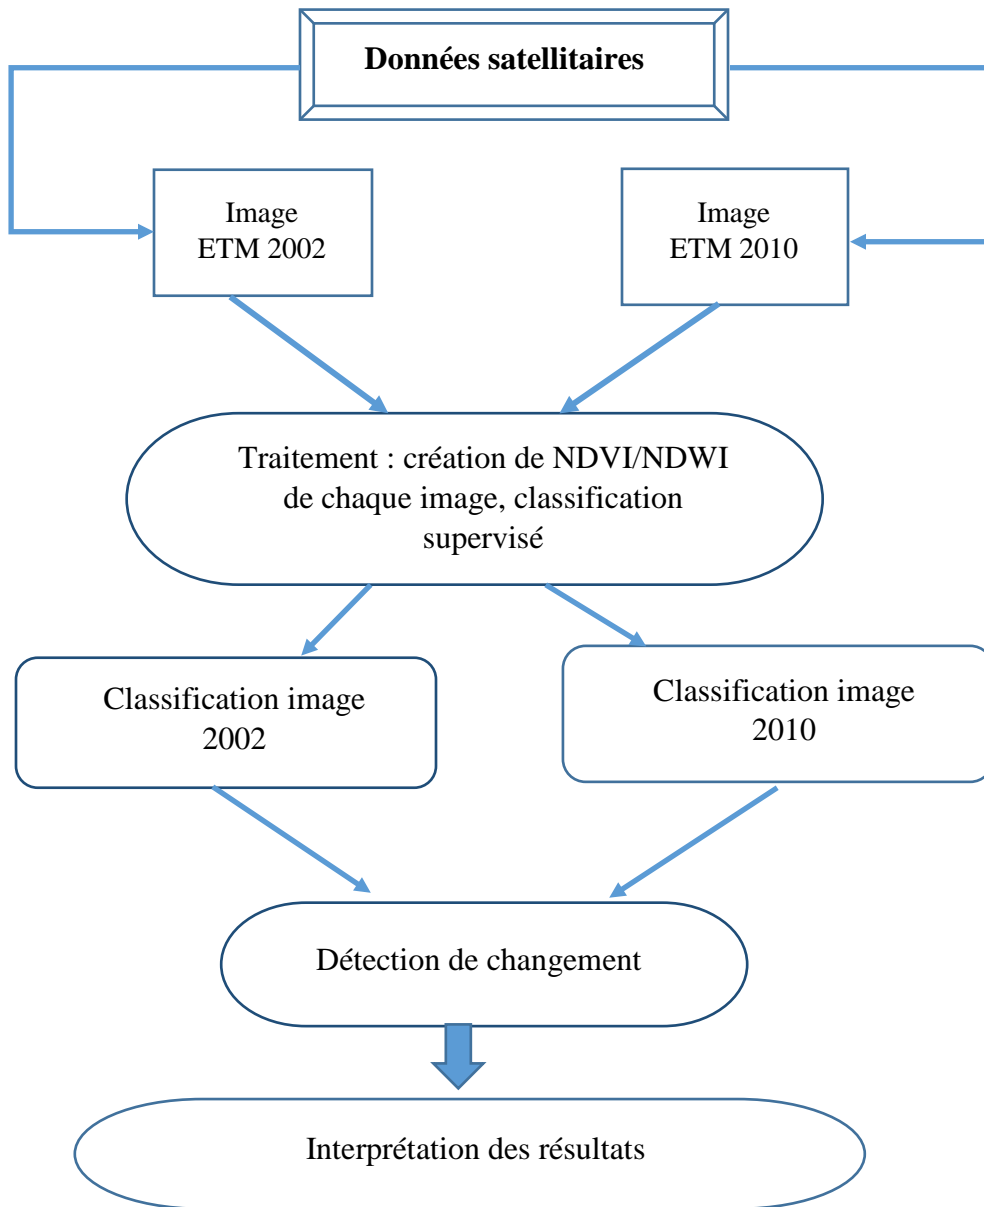 Données satellitaires
Image
ETM 2002
Image
ETM 2010
Traitement : création de NDVI/NDWI
de chaque image, classification
supervisé
Classification image
2002
Classification image
2010
Détection de changement
Interprétation des résultats